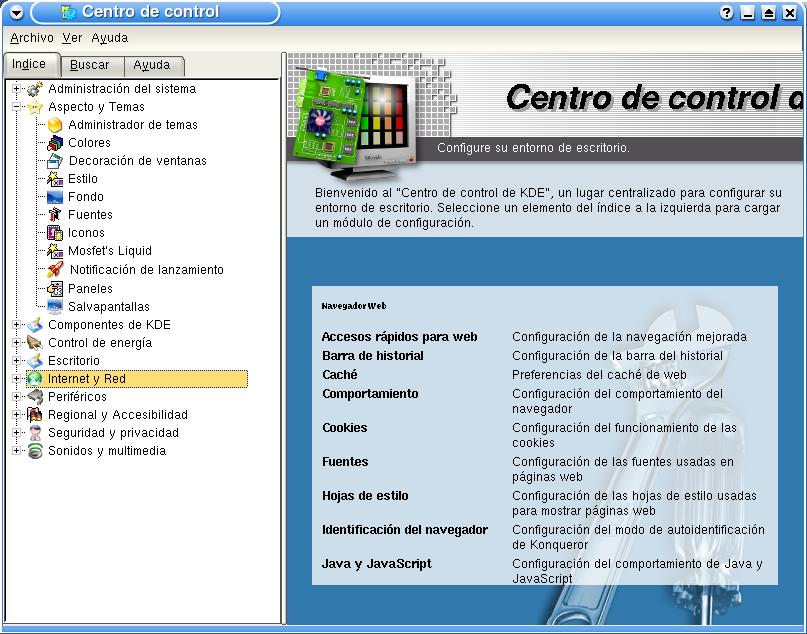 Centro de control
Archivo Ver Ayuda
Indice Buscar Ayuda
Administración del sistema
Aspecto y Temas
Administrador de temas
Colores
Decoración de ventanas
Estilo
Fondo
Fuentes
Iconos
Mosfet's Liquid
Notificación de lanzamiento
Paneles
Salvapantallas
Componentes de KDE
Control de energía
Escritorio
Internet y Red
Periféricos
Regional y Accesibilidad
Seguridad y privacidad
Sonidos y multimedia
Centro de control d
Configure su entorno de escritorio.
Bienvenido al "Centro de control de KDE", un lugar centralizado para configurar su
entorno de escritorio. Seleccione un elemento del índice a la izquierda para cargar
un módulo de configuración.
Navegador Web
Accesos rápidos para web Configuración de la navegación mejorada
Barra de historial Configuración de la barra del historial
Caché Preferencias del caché de web
Comportamiento Configuración del comportamiento del
navegador
Cookies Configuración del funcionamiento de las
cookies
Fuentes Configuración de las fuentes usadas en
páginas web
Hojas de estilo Configuración de las hojas de estilo usadas
para mostrar páginas web
Identificación del navegador Configuración del modo de autoidentificación
de Konqueror
Java y JavaScript Configuración del comportamiento de Java y
JavaScript